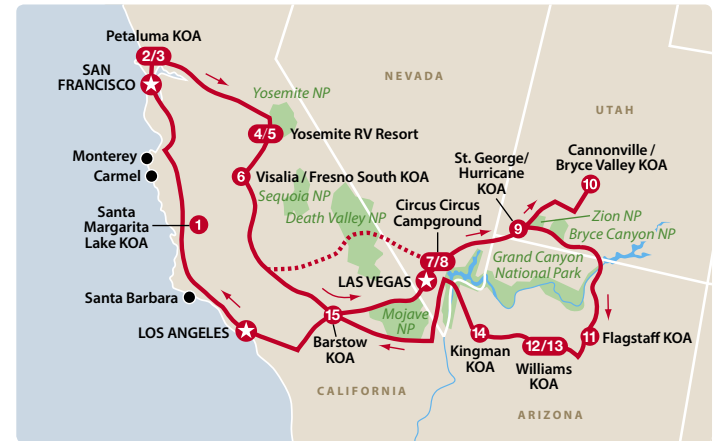 Petaluma KOA
2/3
SAN
FRANCISCO
NEVADA
Yosemite NP
UTAH
4/5
Yosemite RV Resort
Monterey
Carmel
6
Visalia / Fresno South KOA
Sequoia NP
Death Valley NP
St. George/
Hurricane
KOA
Cannonville /
Bryce Valley KOA
10
Circus Circus
Campground
Santa
Margarita
Lake KOA
1
9
Zion NP
Bryce Canyon NP
7/8
Grand Canyon
National Park
LAS VEGAS
Santa Barbara
LOS ANGELES
15
Barstow
KOA
Mojave
NP
14
Kingman
KOA
12/13
Williams
KOA
11
Flagstaff KOA
CALIFORNIA
ARIZONA